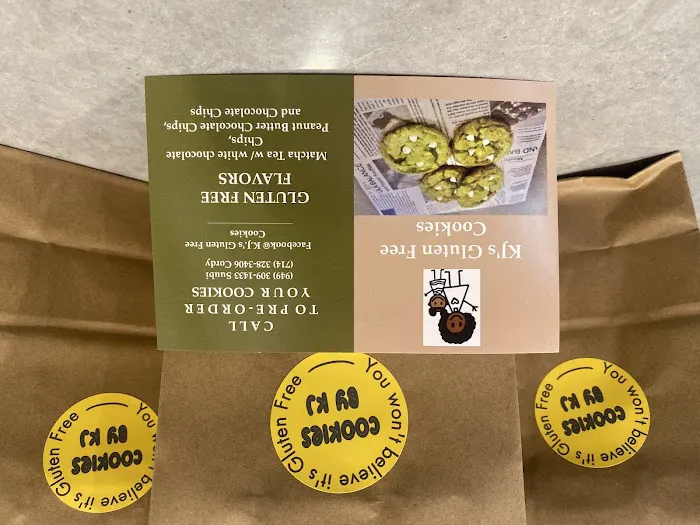 You won't believe it's Gluten Free
COOKIES
BY KJ
You won't believe it's Gluten Free
COOKIES
BY KJ
You won't believe it's Gluten Free
COOKIES
BY KJ
KJ's Gluten Free
Cookies
CALL
TO PRE-ORDER
YOUR COOKIES
(949) 309-1433 Suubi
(714) 328-3406 Cordy
Facebook@ K.J.'s Gluten Free
Cookies
GLUTEN FREE
FLAVORS
Matcha Tea w/ white chocolate
Chips,
Peanut Butter Chocolate Chips,
and Chocolate Chips